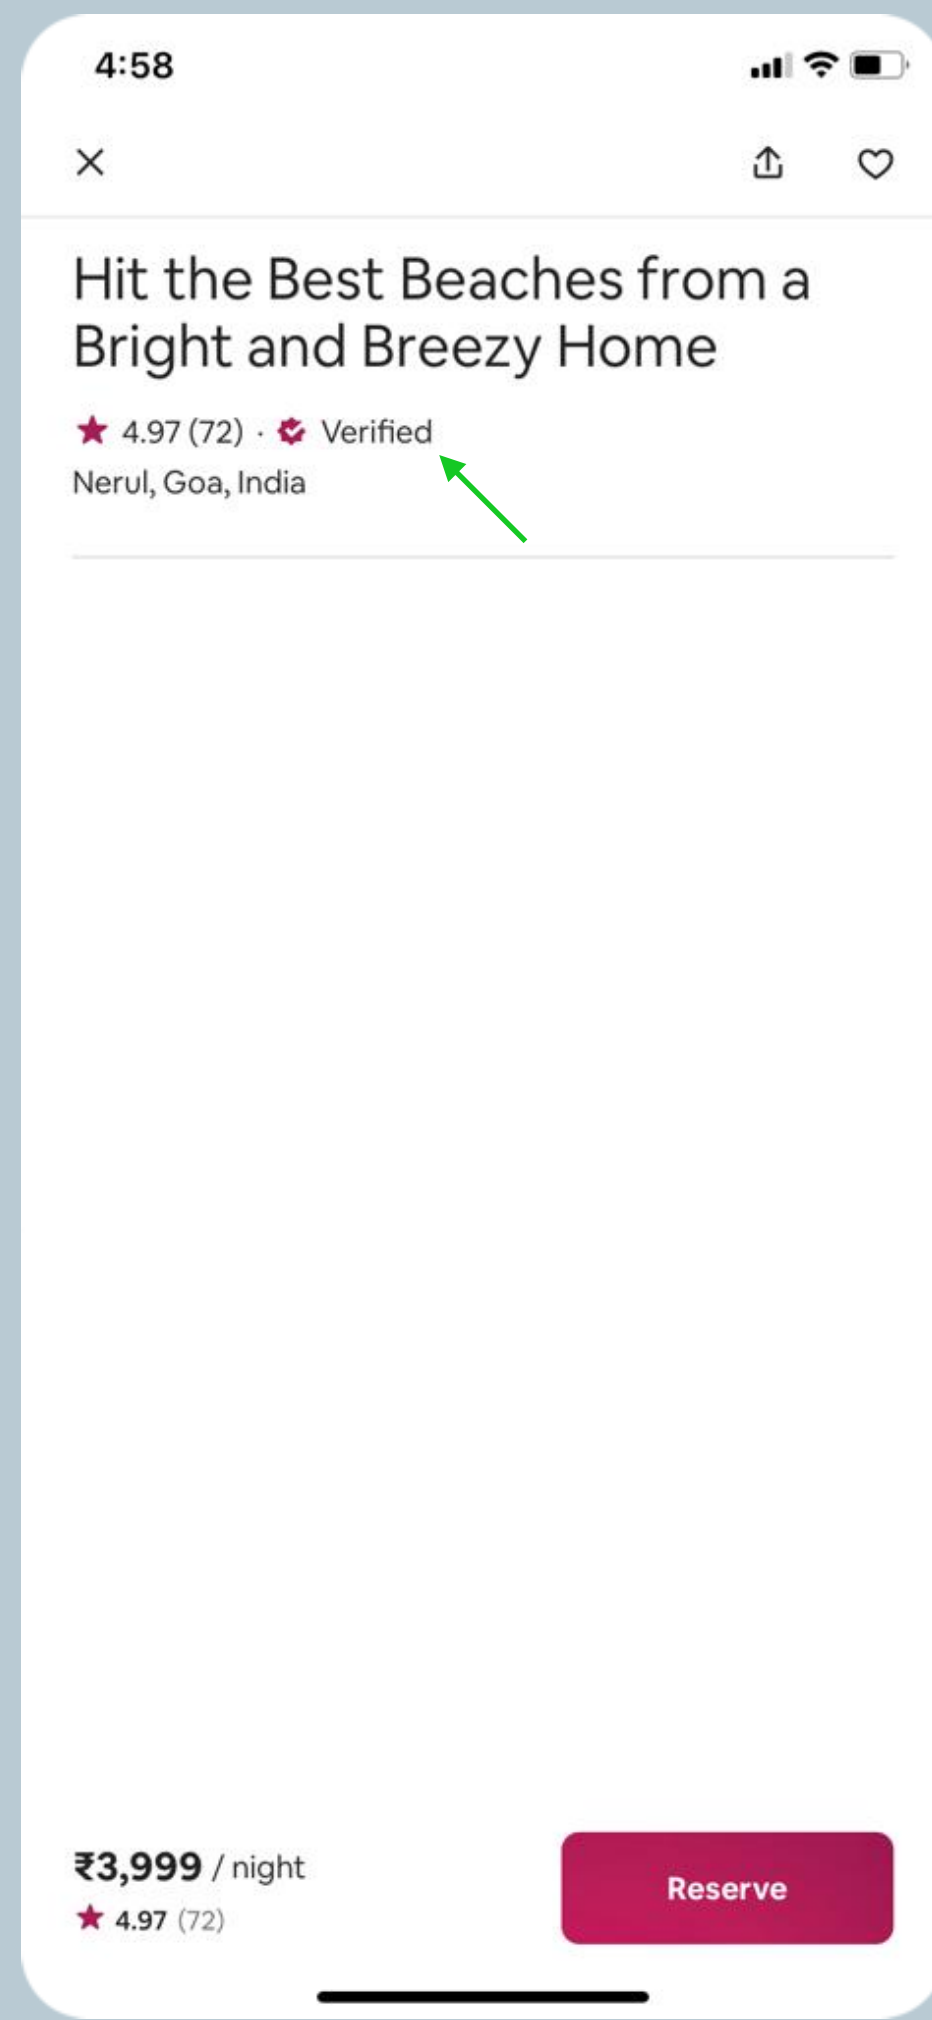 4:58
Hit the Best Beaches from a
Bright and Breezy Home
4.97 (72) · Verified
Nerul, Goa, India
₹3,999 / night
4.97 (72)
Reserve